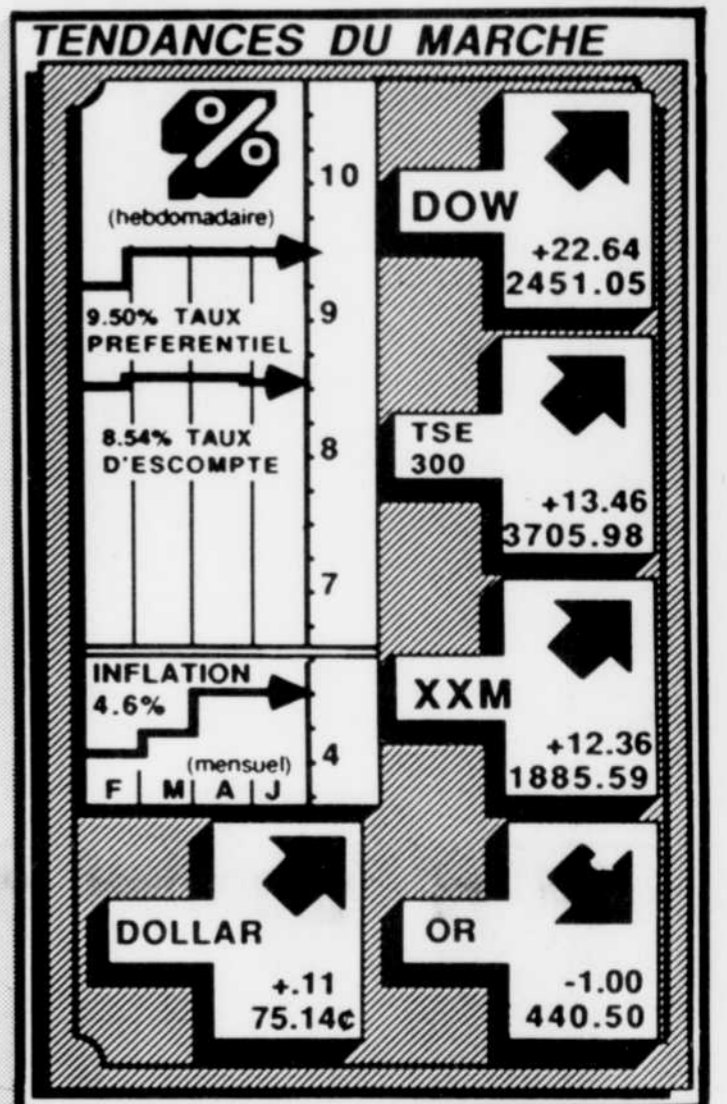 TENDANCES DU MARCHE
%
(hebdomadaire)
10
9.50% TAUX
PREFERENTIEL
9
8.54% TAUX
D'ESCOMPTE
8
7
INFLATION
4.6%
(mensuel)
4
F M A J
DOW
+22.64
2451.05
TSE
300
+13.46
3705.98
XXM
+12.36
1885.59
DOLLAR
+.11
75.14¢
OR
-1.00
440.50